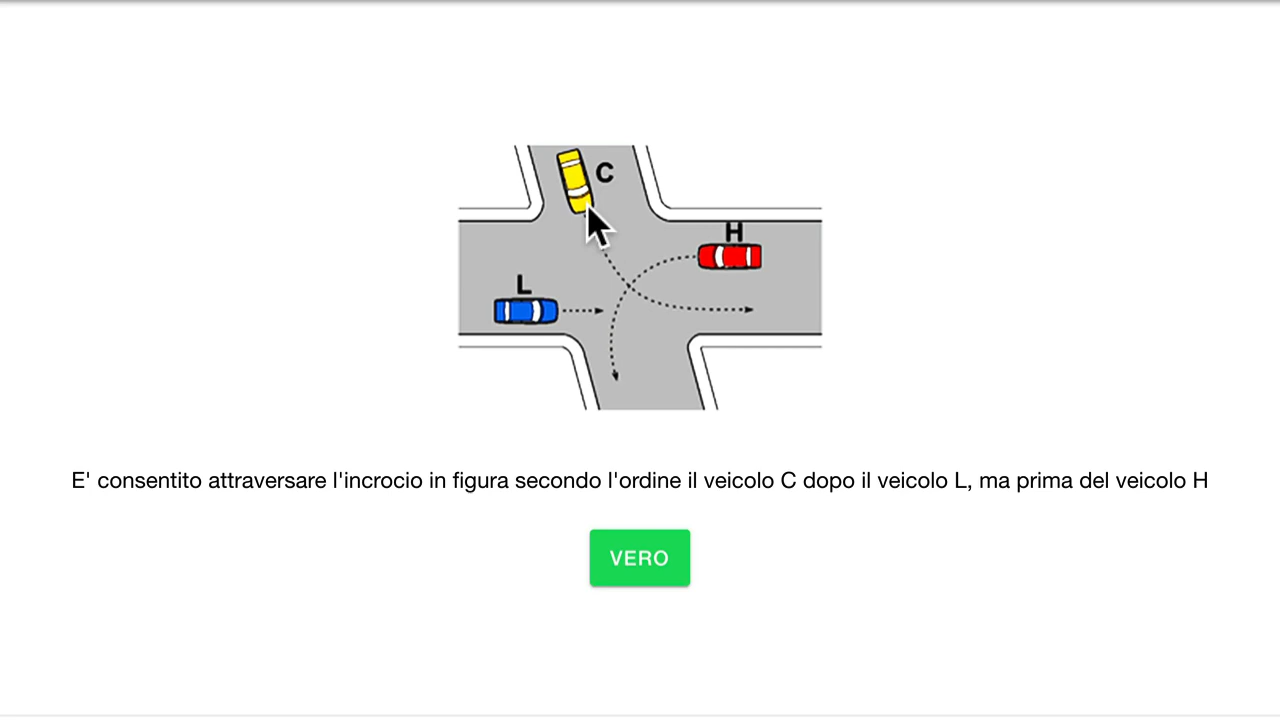 C
H
L
E' consentito attraversare l'incrocio in figura secondo l'ordine il veicolo C dopo il veicolo L, ma prima del veicolo H
VERO